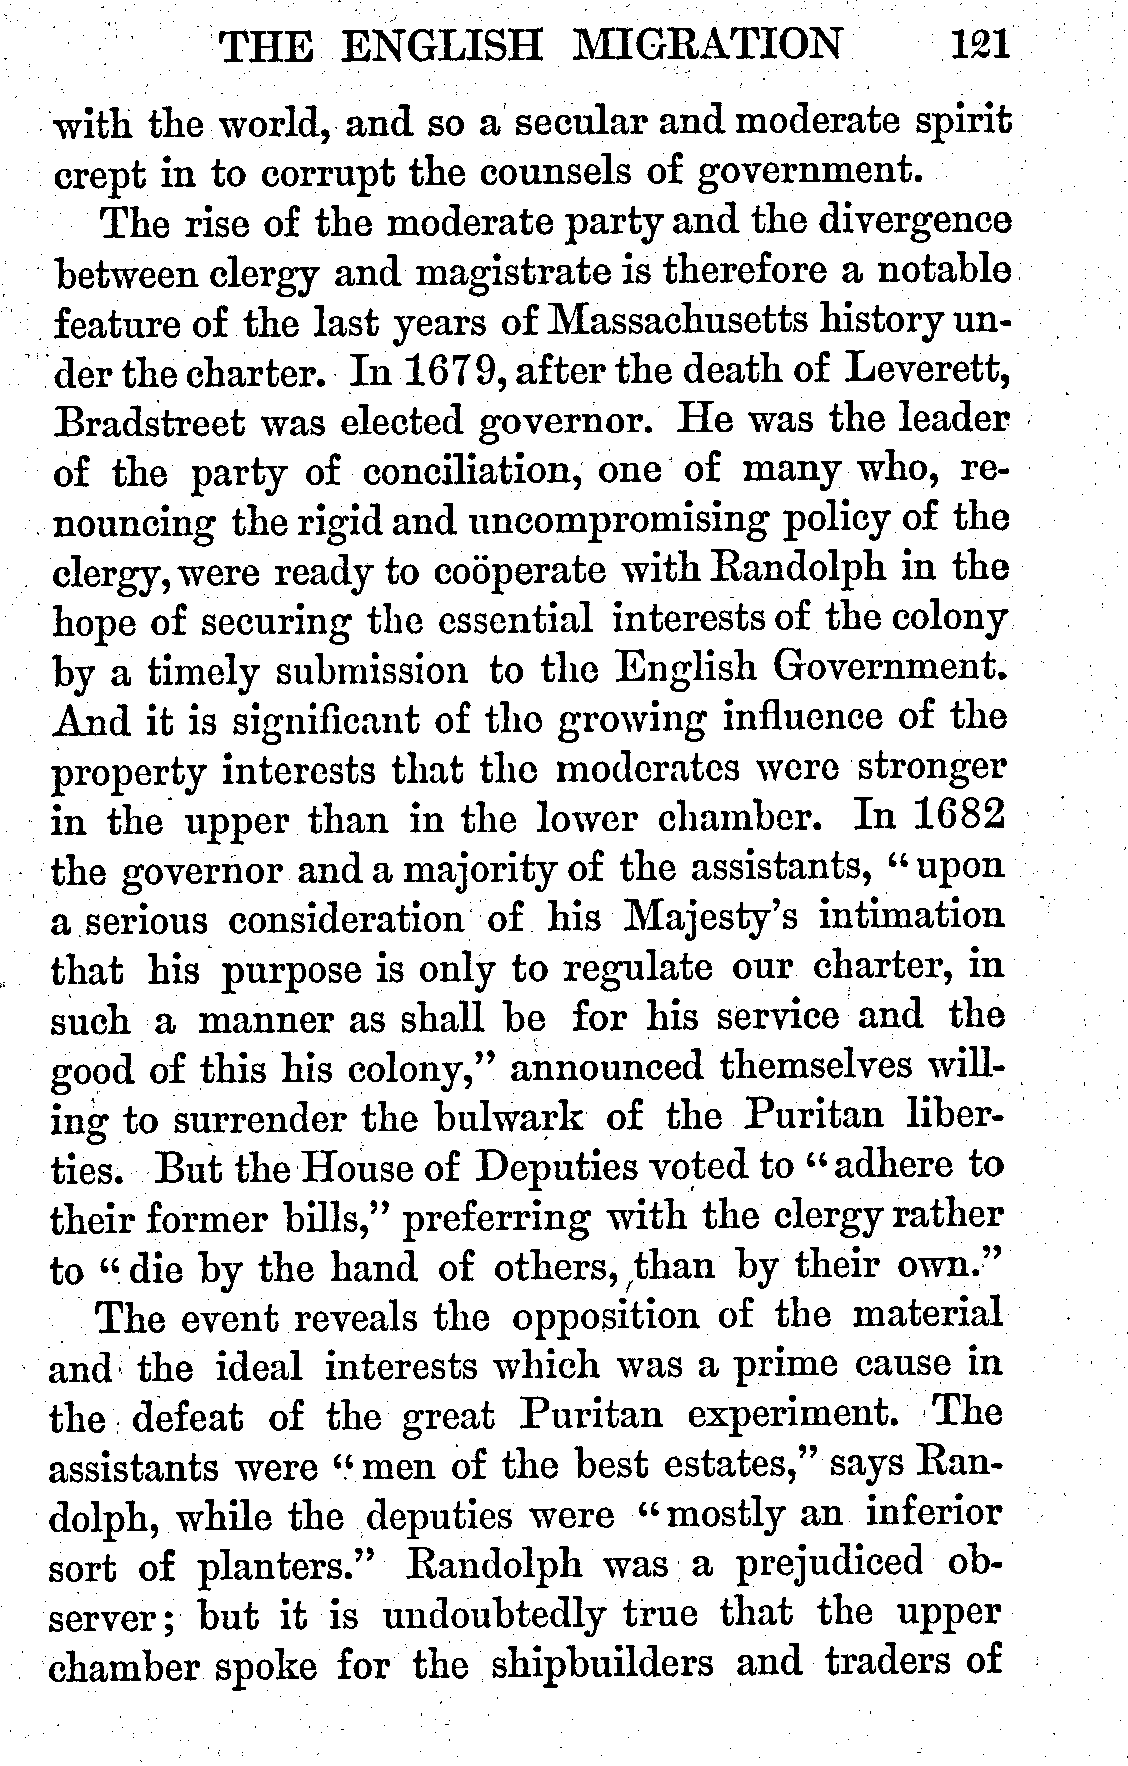 THE ENGLISH MIGRATION 121
with the world, and so a secular and moderate spirit
crept in to corrupt the counsels of government.
The rise of the moderate party and the divergence
between clergy and magistrate is therefore a notable
feature of the last years of Massachusetts history un-
der the charter. In 1679, after the death of Leverett,
Bradstreet was elected governor. He was the leader
of the party of conciliation, one of many who, re-
nouncing the rigid and uncompromising policy of the
clergy, were ready to coöperate with Randolph in the
hope of securing the essential interests of the colony
by a timely submission to the English Government.
And it is significant of the growing influence of the
property interests that the moderates were stronger
in the upper than in the lower chamber. In 1682
the governor and a majority of the assistants, "upon
a serious consideration of his Majesty's intimation
that his purpose is only to regulate our charter, in
such a manner as shall be for his service and the
good of this his colony," announced themselves will-
ing to surrender the bulwark of the Puritan liber-
ties. But the House of Deputies voted to "adhere to
their former bills," preferring with the clergy rather
to "die by the hand of others, than by their own."
The event reveals the opposition of the material
and the ideal interests which was a prime cause in
the defeat of the great Puritan experiment. The
assistants were "men of the best estates," says Ran-
dolph, while the deputies were "mostly an inferior
sort of planters." Randolph was a prejudiced ob-
server; but it is undoubtedly true that the upper
chamber spoke for the shipbuilders and traders of